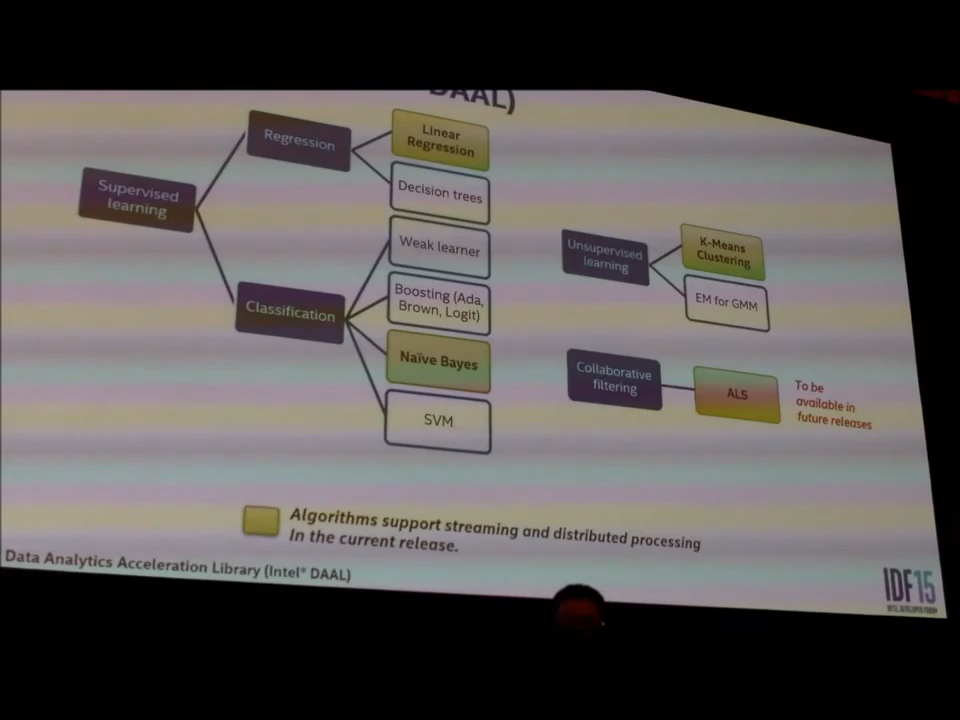 DAAL)
Supervised
learning
Regression
Linear
Regression
Decision trees
Classification
Weak learner
Boosting (Ada,
Brown, Logit)
Naïve Bayes
SVM
Unsupervised
learning
K-Means
Clustering
EM for GMM
Collaborative
filtering
ALS
To be
available in
future releases
Algorithms support streaming and distributed processing
In the current release.
Data Analytics Acceleration Library (Intel® DAAL)
IDF15
INTEL DEVELOPER FORUM